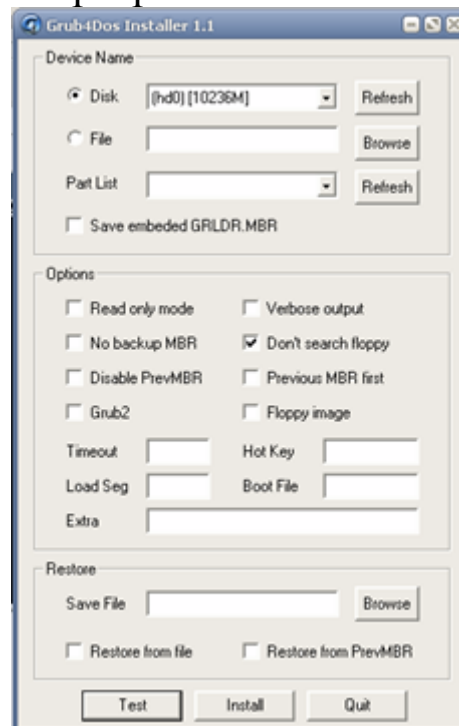 Grub4Dos Installer 1.1
Device Name
Disk (hd0) [10236M] Refresh
File Browse
Part List Refresh
Save embeded GRLDR.MBR
Options
Read only mode Verbose output
No backup MBR Don't search floppy
Disable PrevMBR Previous MBR first
Grub2 Floppy image
Timeout Hot Key
Load Seg Boot File
Extra
Restore
Save File Browse
Restore from file Restore from PrevMBR
Test Install Quit